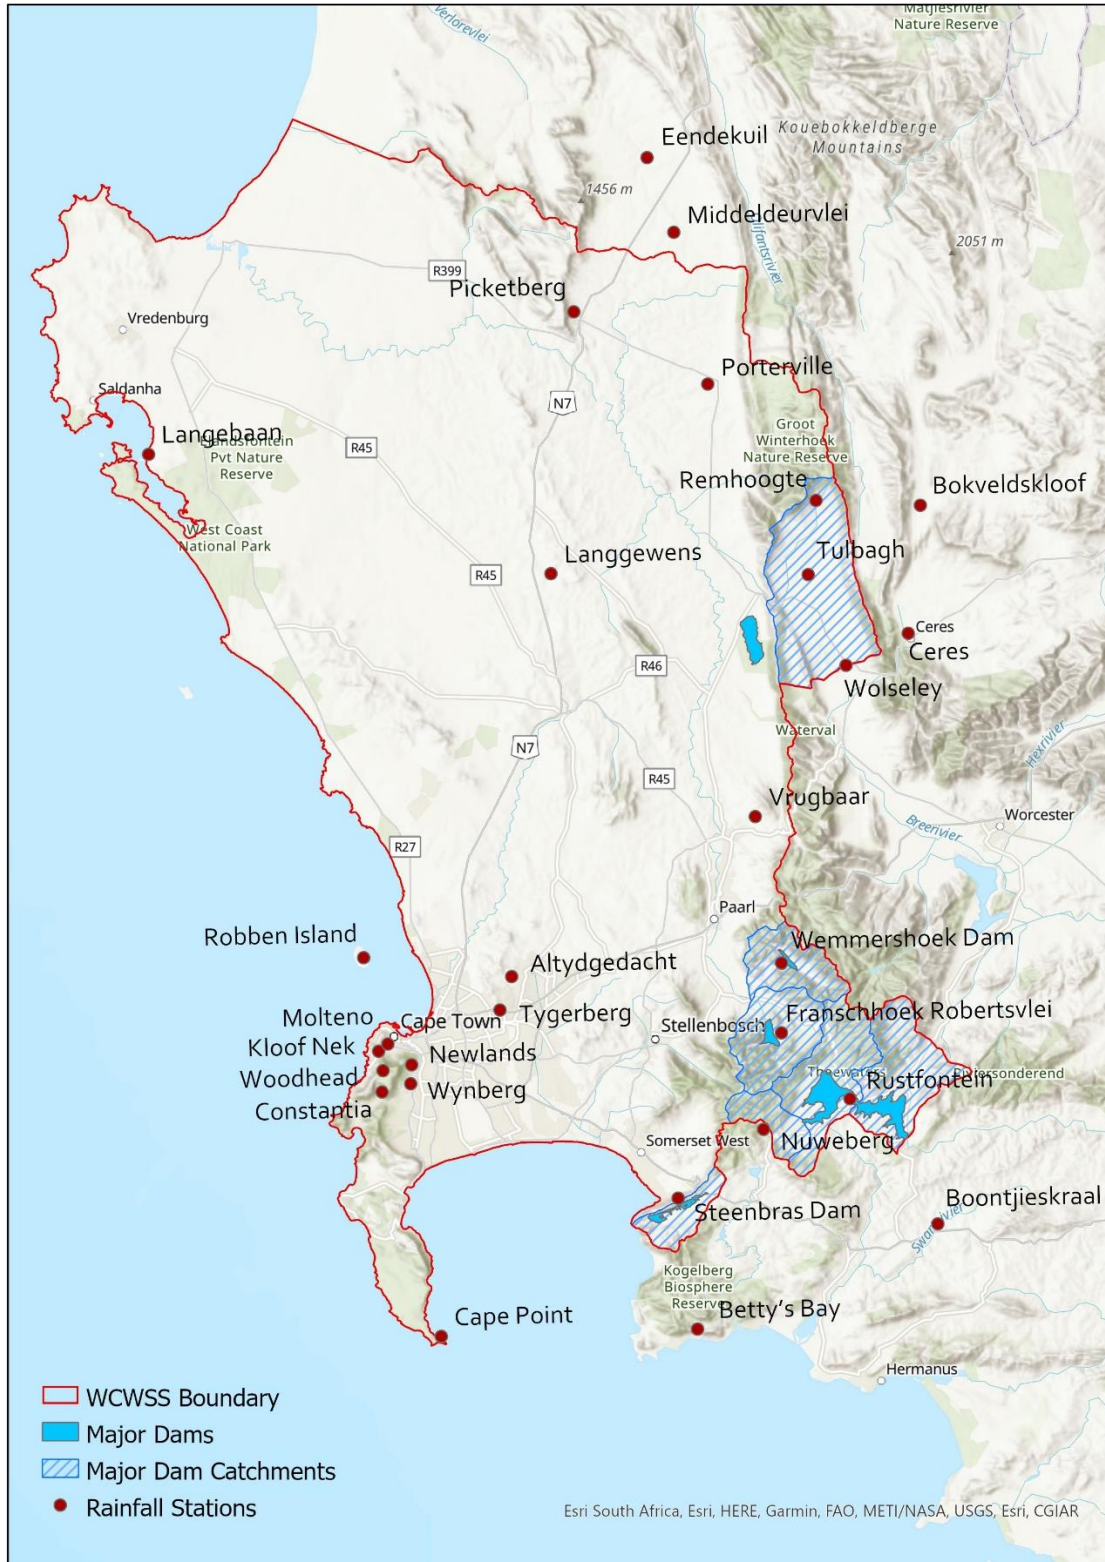 Matjiesrivier
Nature Reserve
Verlorevlei
Eendekuil
Kouebokkeldberge
Mountains
1456 m
Middeldeurvlei
Olifantsrivier
2051 m
R399
Picketberg
Vredenburg
Porterville
Saldanha
N7
Groot
Winterhoek
Nature Reserve
Langebaan
Elandsfontein
Pvt Nature
Reserve
R45
Remhoogte
Bokveldskloof
West Coast
National Park
Langgewens
R45
Tulbagh
Ceres
Ceres
R46
Wolseley
Waterval
N7
R45
Hexrivier
Vrugbaar
Worcester
Breerivier
R27
Paarl
Robben Island
Wemmershoek Dam
Altydgedacht
Molteno
Cape Town
Tygerberg
Stellenbosch
Franschhoek Robertsvlei
Kloof Nek
Newlands
Woodhead
Wynberg
Theewaters
Rustfontein
Riviersonderend
Constantia
Somerset West
Nuweberg
Steenbras Dam
Boontjieskraal
Kogelberg
Biosphere
Reserve
Betty's Bay
Cape Point
Hermanus
WCWSS Boundary
Major Dams
Major Dam Catchments
Rainfall Stations
Esri South Africa, Esri, HERE, Garmin, FAO, METI/NASA, USGS, Esri, CGIAR